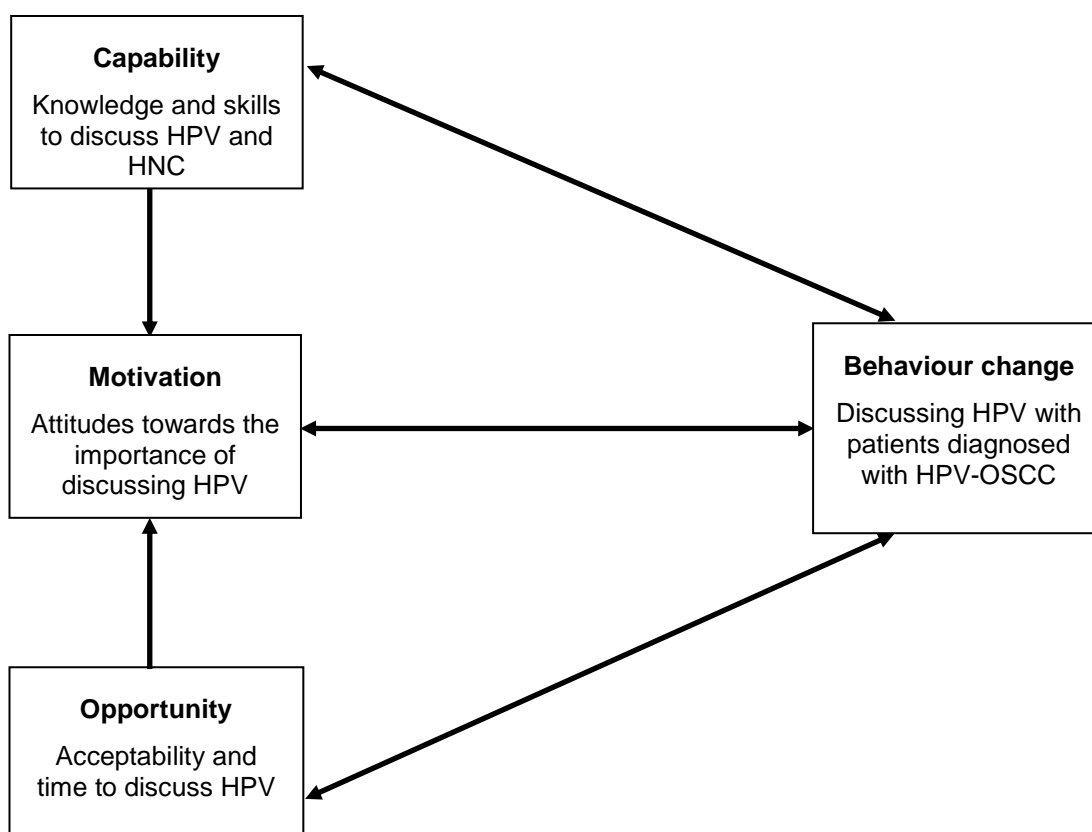 Capability
Knowledge and skills
to discuss HPV and
HNC
Motivation
Attitudes towards the
importance of
discussing HPV
Behaviour change
Discussing HPV with
patients diagnosed
with HPV-OSCC
Opportunity
Acceptability and
time to discuss HPV